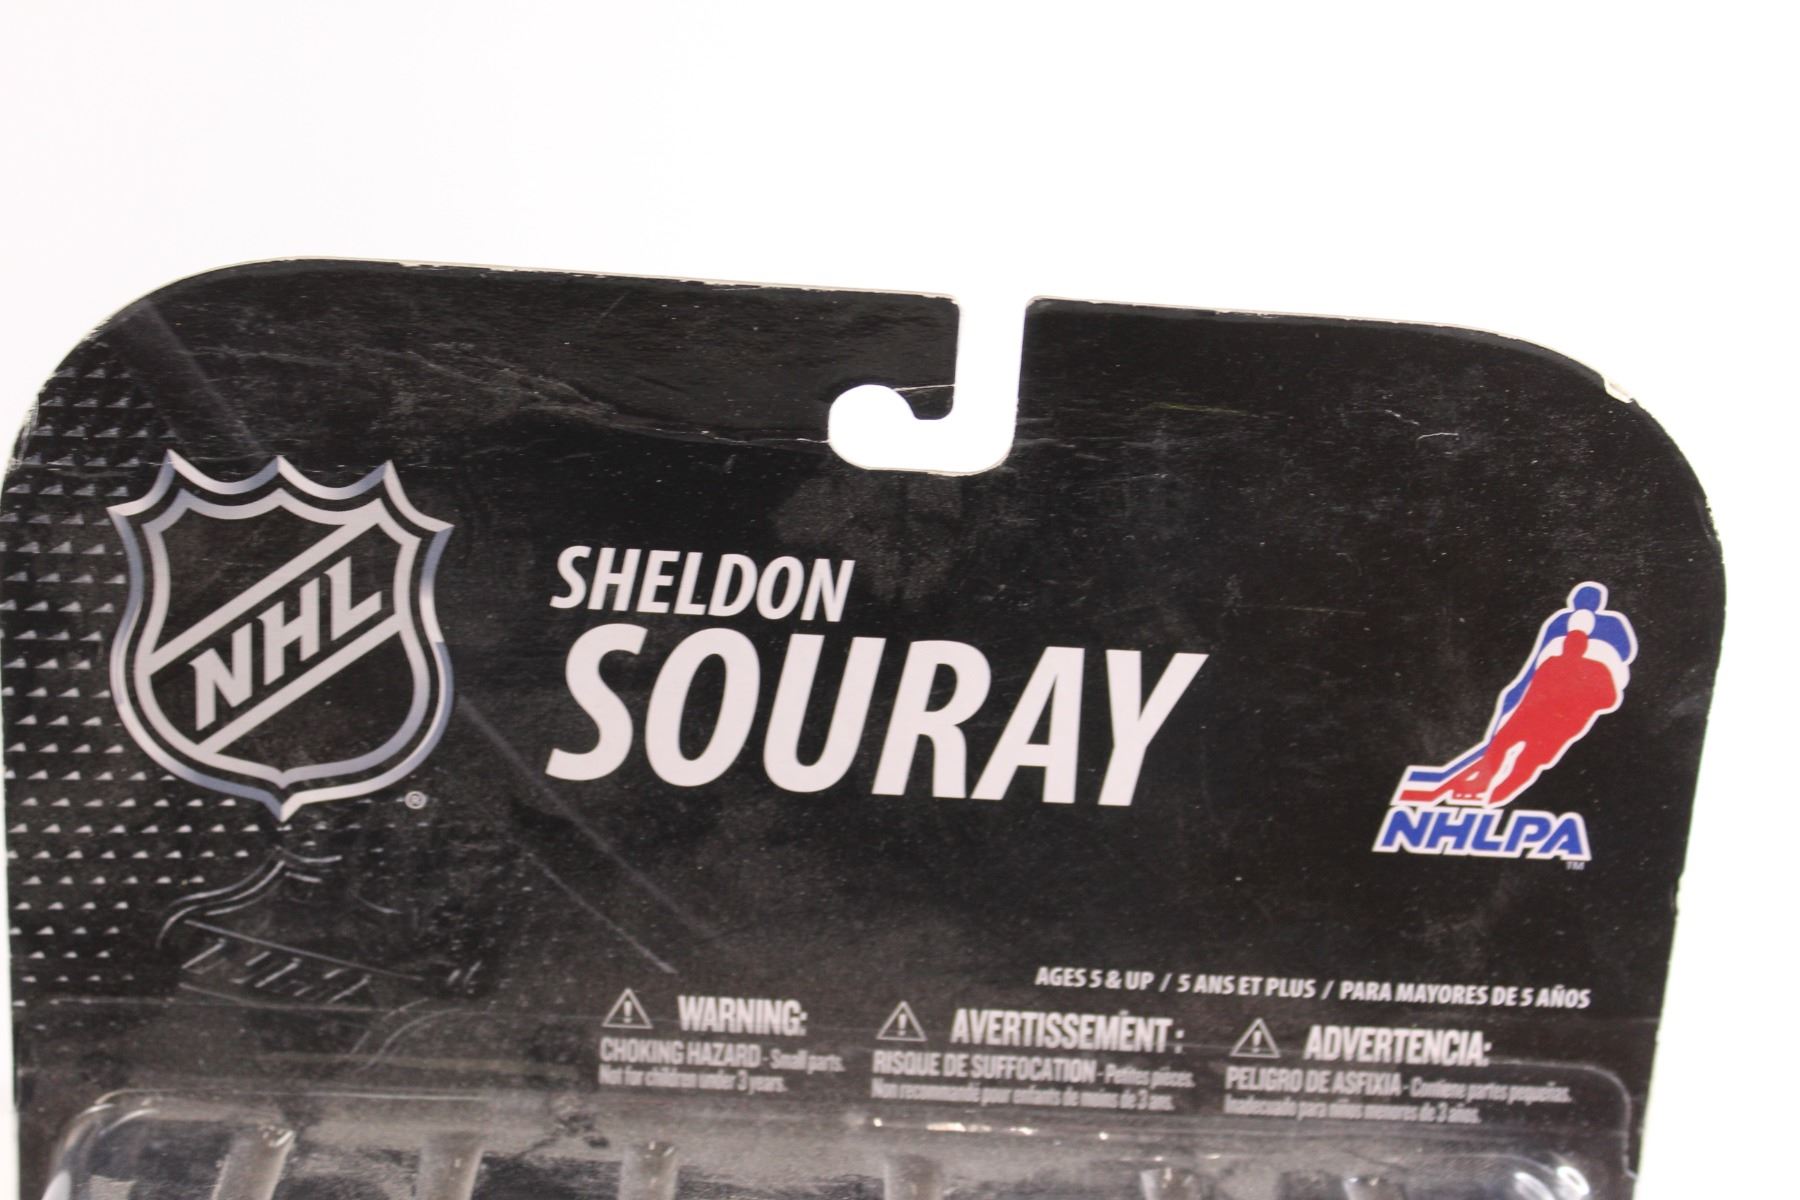 NHL
®
SHELDON
SOURAY
NHLPA
TM
AGES 5 & UP / 5 ANS ET PLUS / PARA MAYORES DE 5 AÑOS
WARNING:
CHOKING HAZARD - Small parts.
Not for children under 3 years.
AVERTISSEMENT :
RISQUE DE SUFFOCATION - Petites pièces.
Non recommandé pour enfants de moins de 3 ans.
ADVERTENCIA:
PELIGRO DE ASFIXIA - Contiene partes pequeñas.
Inadecuado para niños menores de 3 años.